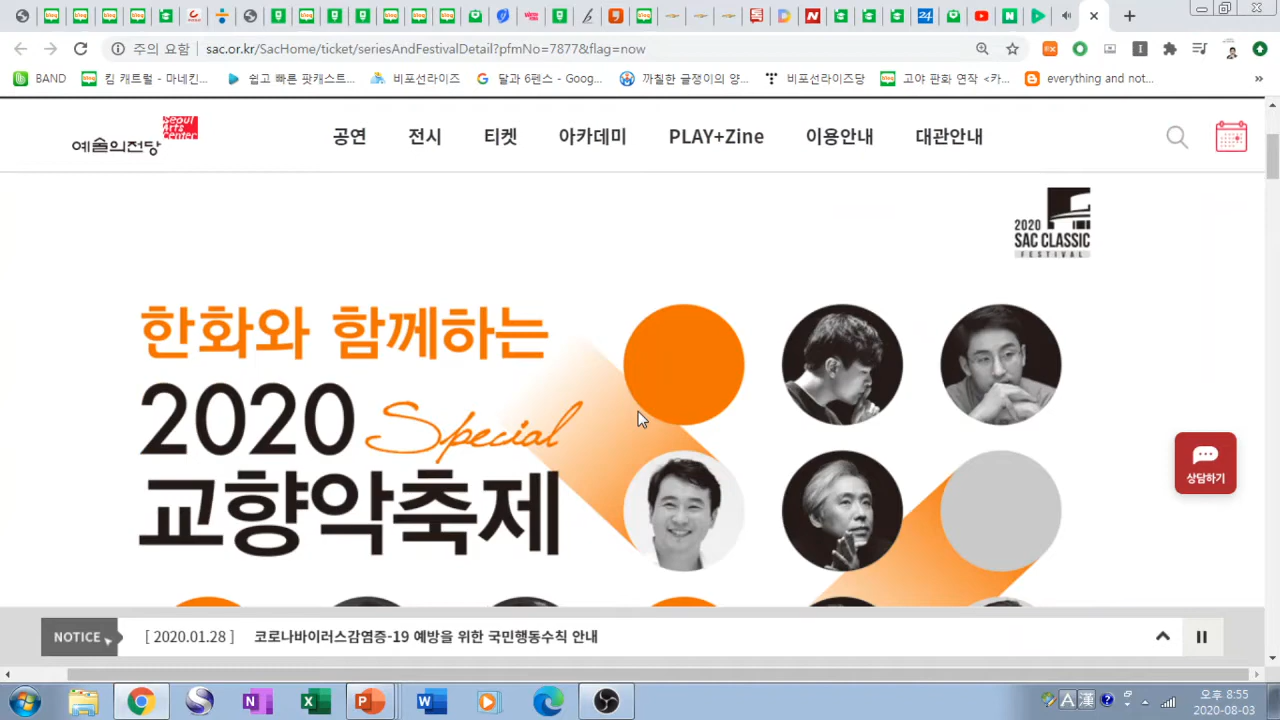 주의 요함
sac.or.kr/SacHome/ticket/seriesAndFestivalDetail?pfmNo=7877&flag=now
BAND
킴 캐트럴 - 마네킨...
쉽고 빠른 팟캐스트...
비포선라이즈
달과 6펜스 - Goog...
까칠한 글쟁이의 양...
비포선라이즈당
고야 판화 연작 <카...
everything and not...
»
Seoul
Arts
Center
예술의전당
공연
전시
티켓
아카데미
PLAY+Zine
이용안내
대관안내
2020
SAC CLASSIC
FESTIVAL
한화와 함께하는
2020 Special
교향악축제
상담하기
NOTICE
[ 2020.01.28 ] 코로나바이러스감염증-19 예방을 위한 국민행동수칙 안내
오후 8:55
2020-08-03